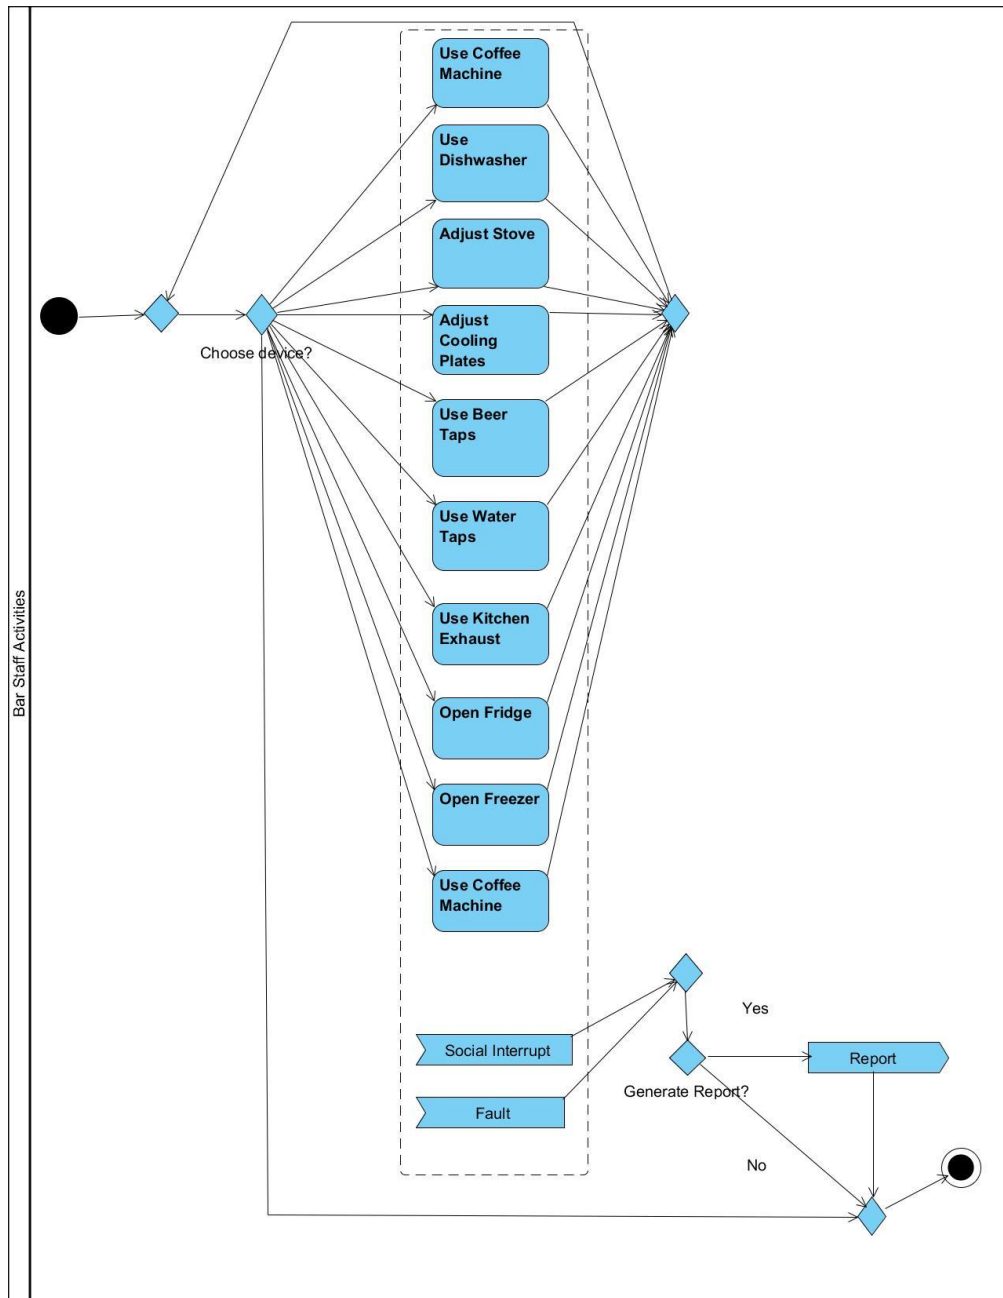 Bar Staff Activities
Use Coffee
Machine
Use
Dishwasher
Adjust Stove
Adjust
Cooling
Plates
Choose device?
Use Beer
Taps
Use Water
Taps
Use Kitchen
Exhaust
Open Fridge
Open Freezer
Use Coffee
Machine
Social Interrupt
Fault
Yes
Generate Report?
Report
No